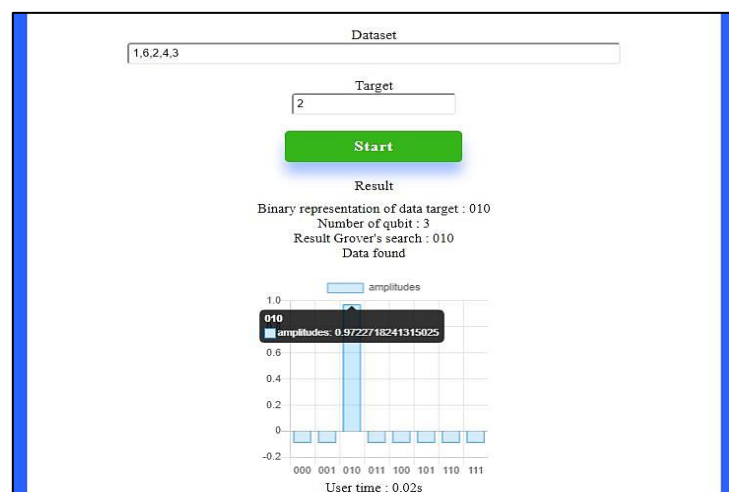 Dataset
1,6,2,4,3
Target
2
Start
Result
Binary representation of data target : 010
Number of qubit : 3
Result Grover's search : 010
Data found
amplitudes
1.0
010
amplitudes: 0.9722718241315025
0.6
0.4
0.2
0
-0.2
000 001 010 011 100 101 110 111
User time : 0.02s